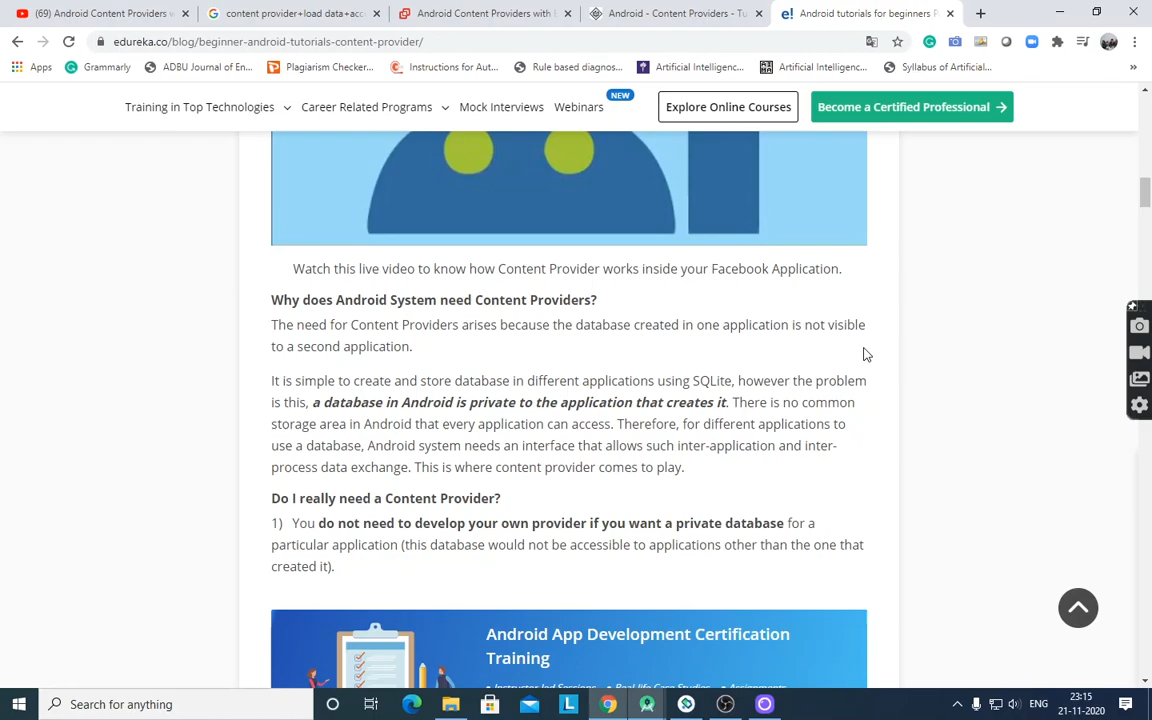 (69) Android Content Providers w
content provider+load data+acc
Android Content Providers with E
Android - Content Providers - Tu
e! Android tutorials for beginners P
edureka.co/blog/beginner-android-tutorials-content-provider/
Apps
Grammarly
ADBU Journal of En...
Plagiarism Checker...
Instructions for Aut...
Rule based diagnos...
Artificial Intelligenc...
Artificial Intelligenc...
Syllabus of Artificial...
»
NEW
Training in Top Technologies
Career Related Programs
Mock Interviews
Webinars
Explore Online Courses
Become a Certified Professional →
Watch this live video to know how Content Provider works inside your Facebook Application.
Why does Android System need Content Providers?
The need for Content Providers arises because the database created in one application is not visible
to a second application.
It is simple to create and store database in different applications using SQLite, however the problem
is this, a database in Android is private to the application that creates it. There is no common
storage area in Android that every application can access. Therefore, for different applications to
use a database, Android system needs an interface that allows such inter-application and inter-
process data exchange. This is where content provider comes to play.
Do I really need a Content Provider?
1) You do not need to develop your own provider if you want a private database for a
particular application (this database would not be accessible to applications other than the one that
created it).
Android App Development Certification
Training
• Instructor led Sessions • Real life Case Studies • Assignments
Search for anything
ENG
23:15
21-11-2020